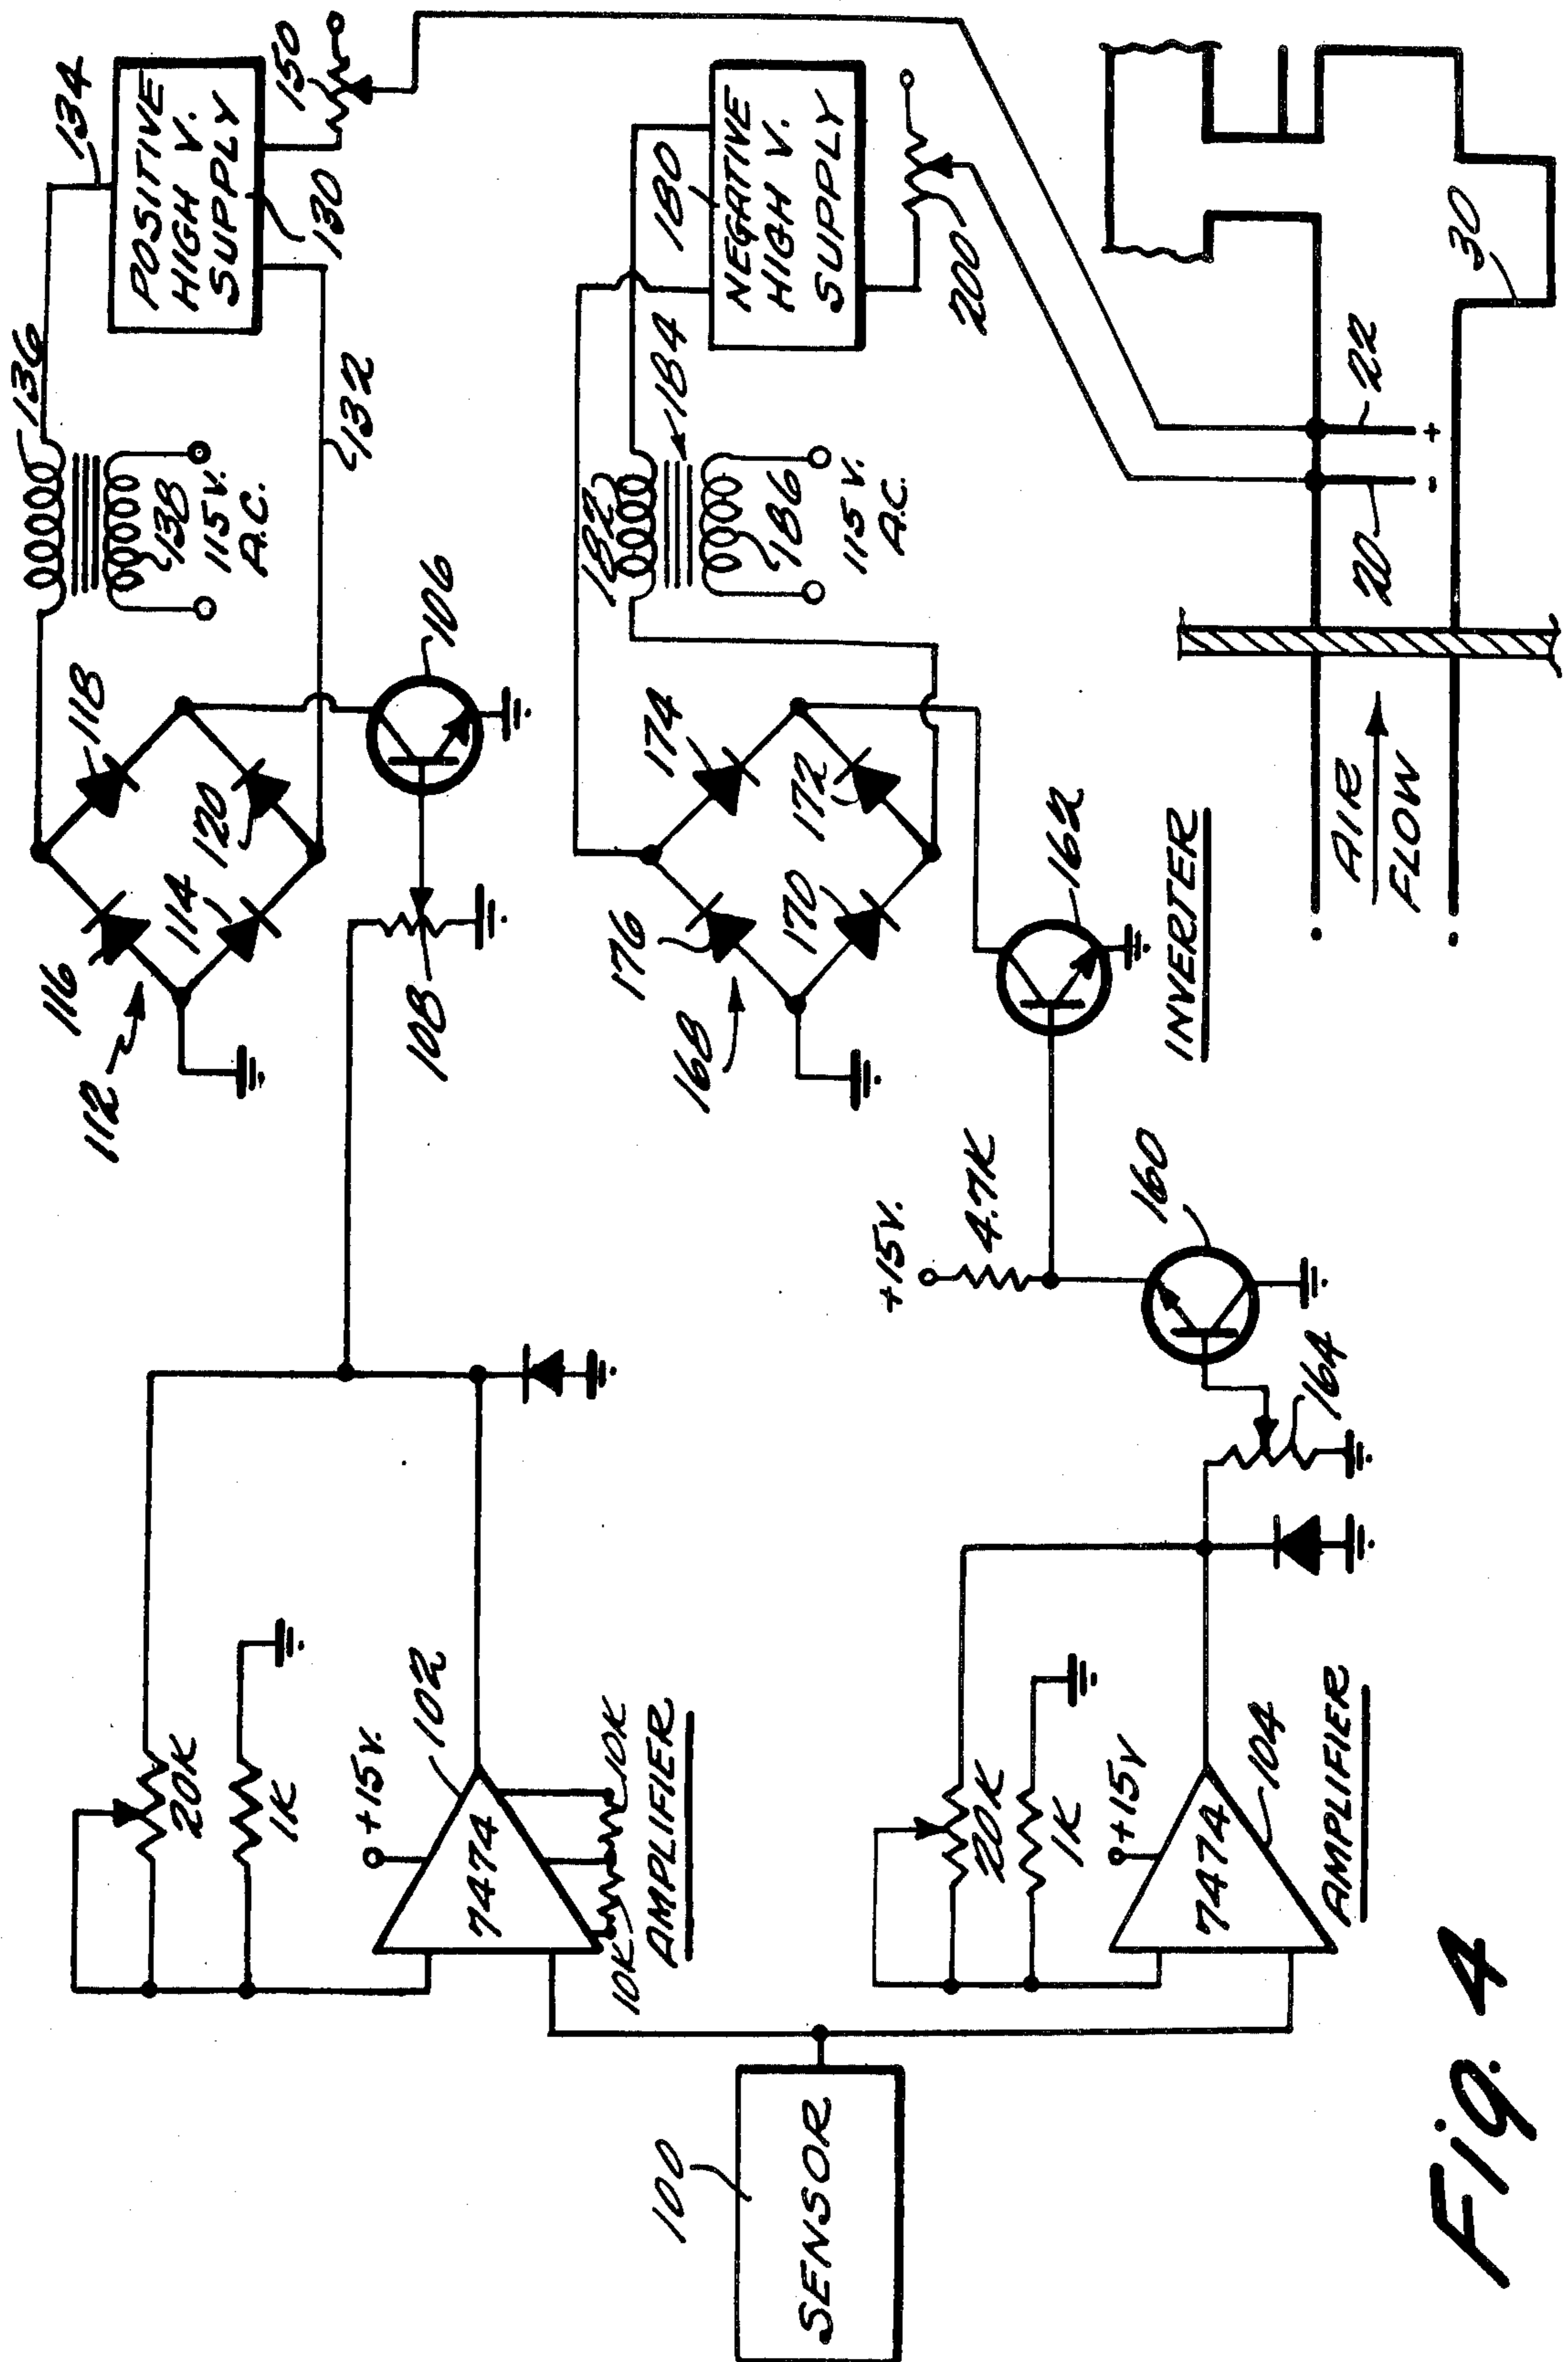 136
134
POSITIVE
HIGH V.
SUPPLY
150
130
138
115V.
A.C.
132
118
120
116
114
112
106
108
20K
1K
+15V.
102
747A
10K
10K
AMPLIFIER
180
NEGATIVE
HIGH V.
SUPPLY
200
184
182
186
115V.
A.C.
174
172
176
170
168
162
INVERTER
+15V.
4.7K
160
164
20K
1K
+15V
747A
104
AMPLIFIER
100
SENSOR
AIR
FLOW
20
22
-
+
30
Fig. 4